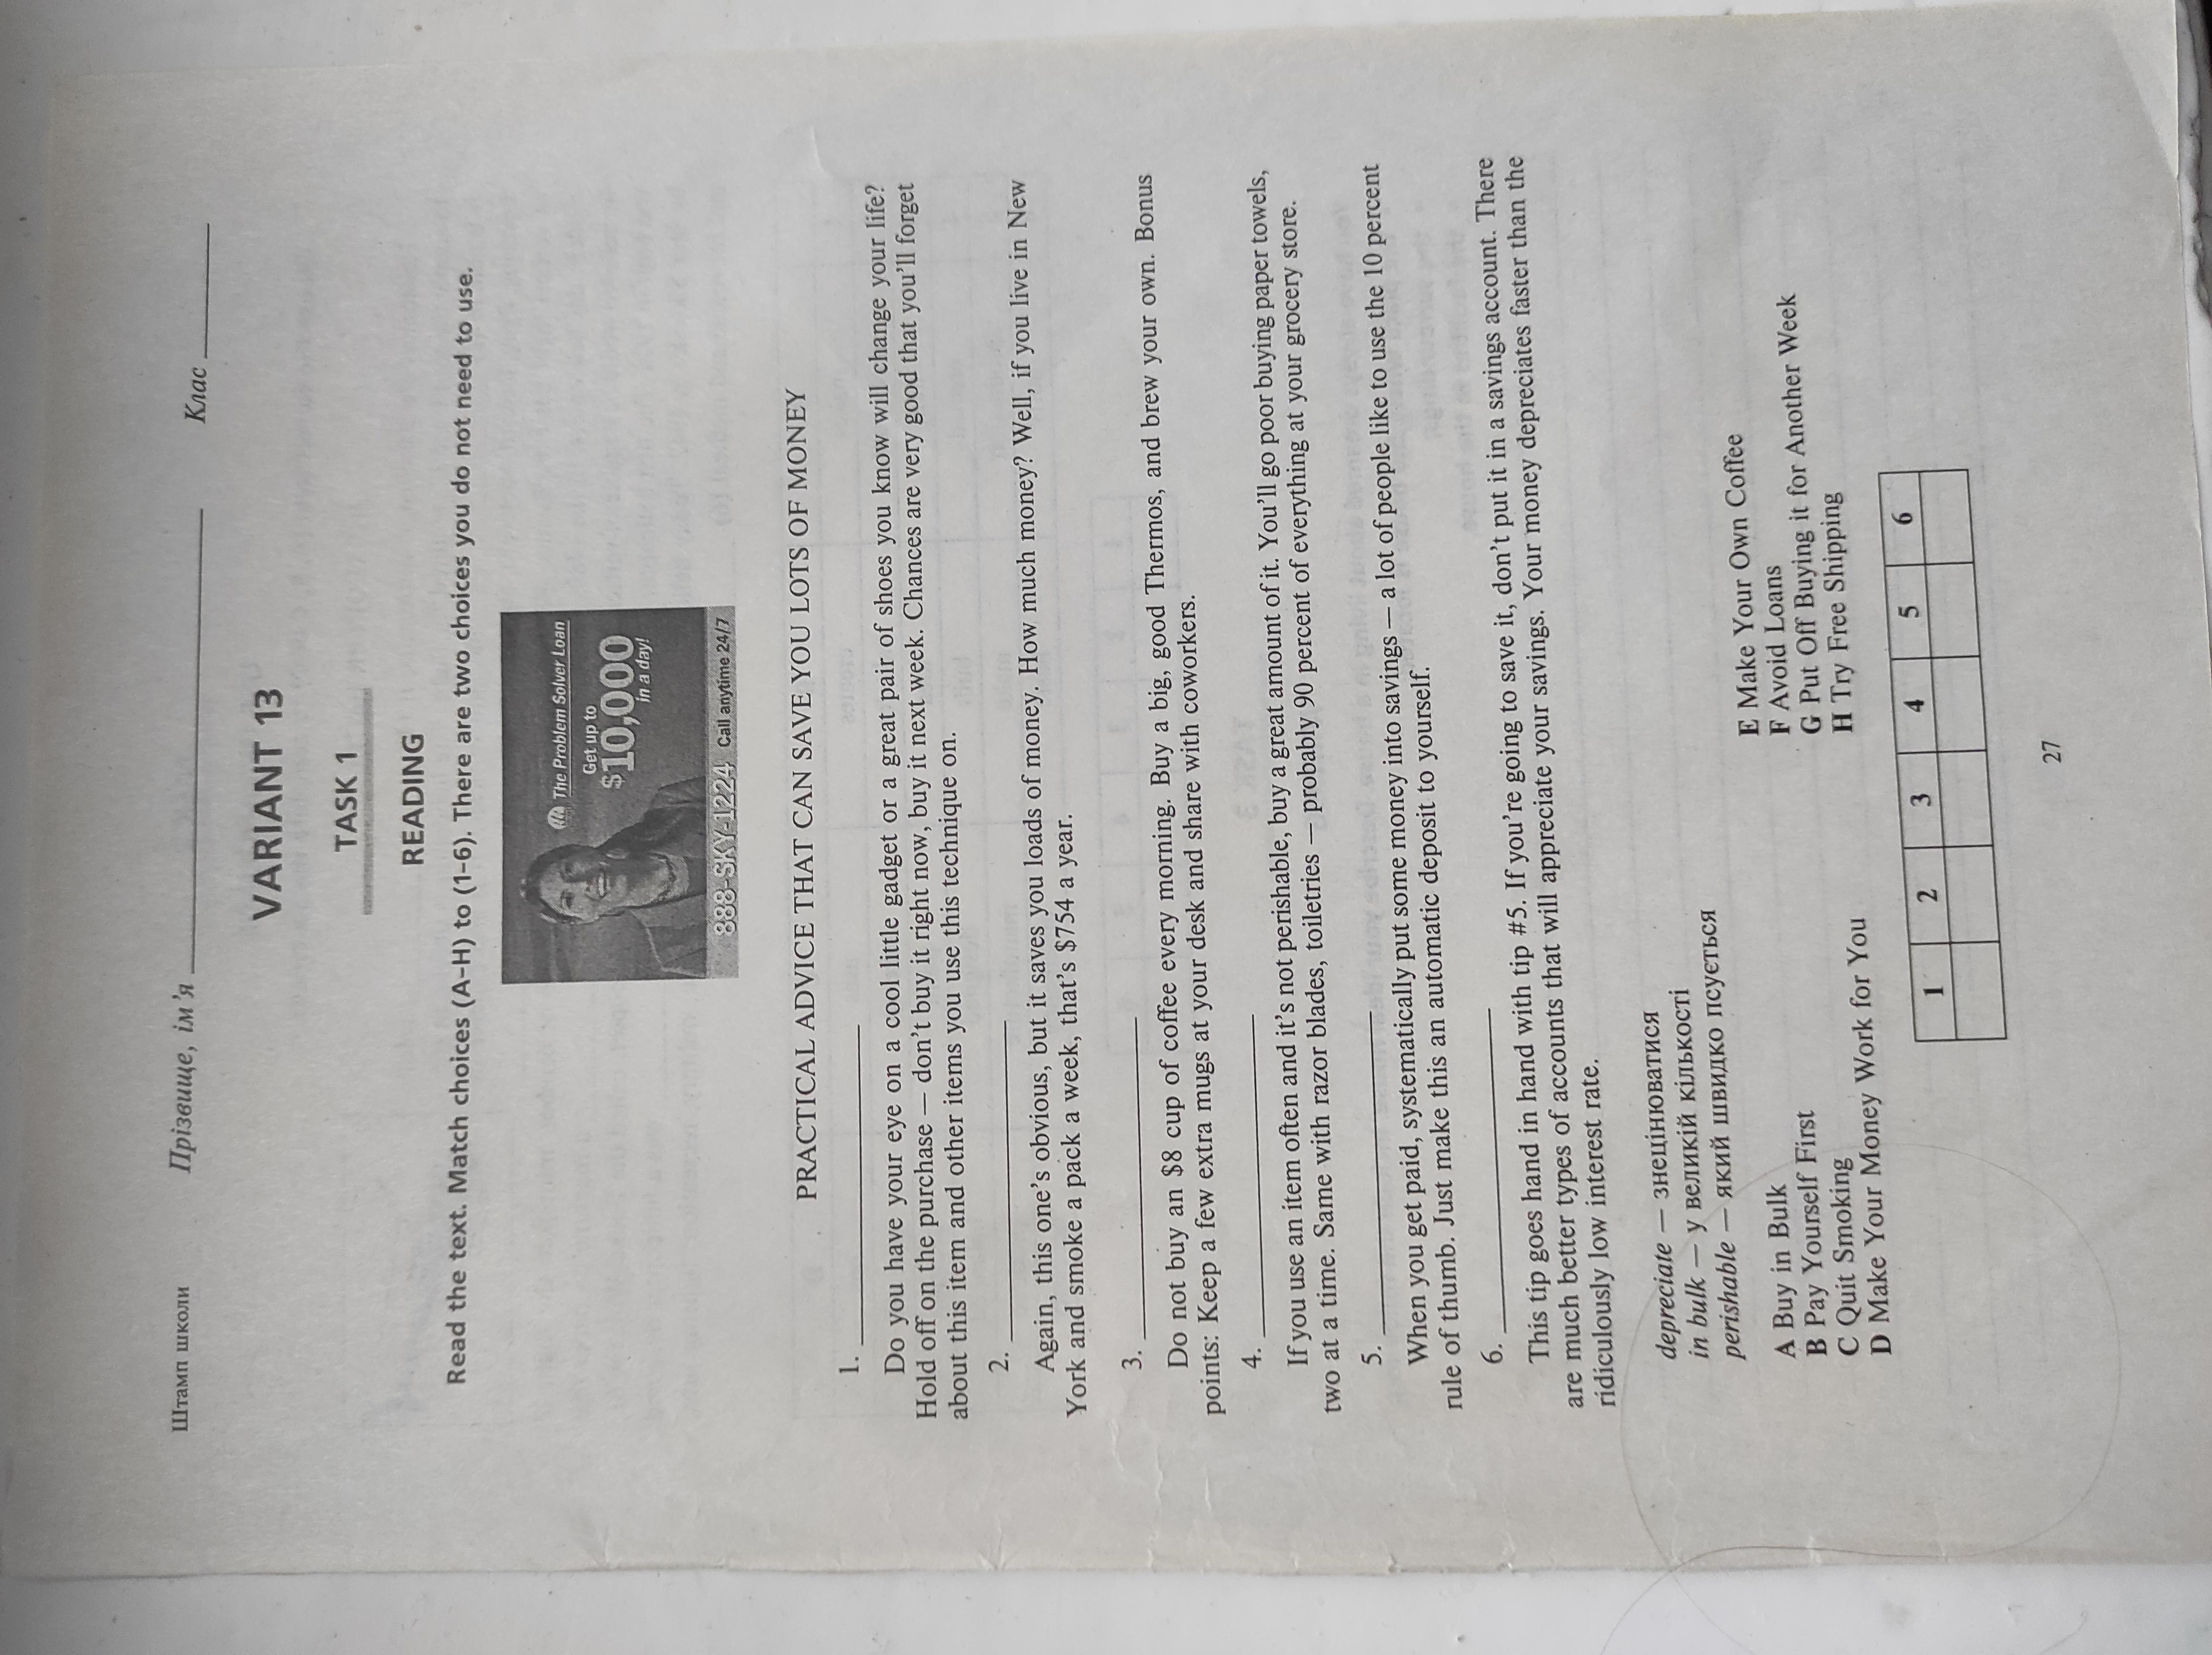 Штамп школи Прізвище, ім’я Клас
VARIANT 13
TASK 1
READING
Read the text. Match choices (A–H) to (1–6). There are two choices you do not need to use.
The Problem Solver Loan
Get up to
$10,000
in a day!
888-SKY-1224 Call anytime 24/7
PRACTICAL ADVICE THAT CAN SAVE YOU LOTS OF MONEY
1.
Do you have your eye on a cool little gadget or a great pair of shoes you know will change your life?
Hold off on the purchase — don’t buy it right now, buy it next week. Chances are very good that you’ll forget
about this item and other items you use this technique on.
2.
Again, this one’s obvious, but it saves you loads of money. How much money? Well, if you live in New
York and smoke a pack a week, that’s $754 a year.
3.
Do not buy an $8 cup of coffee every morning. Buy a big, good Thermos, and brew your own. Bonus
points: Keep a few extra mugs at your desk and share with coworkers.
4.
If you use an item often and it’s not perishable, buy a great amount of it. You’ll go poor buying paper towels,
two at a time. Same with razor blades, toiletries — probably 90 percent of everything at your grocery store.
5.
When you get paid, systematically put some money into savings — a lot of people like to use the 10 percent
rule of thumb. Just make this an automatic deposit to yourself.
6.
This tip goes hand in hand with tip #5. If you’re going to save it, don’t put it in a savings account. There
are much better types of accounts that will appreciate your savings. Your money depreciates faster than the
ridiculously low interest rate.
depreciate — знецінюватися
in bulk — у великій кількості
perishable — який швидко псується
A Buy in Bulk
B Pay Yourself First
C Quit Smoking
D Make Your Money Work for You
E Make Your Own Coffee
F Avoid Loans
G Put Off Buying it for Another Week
H Try Free Shipping
1 2 3 4 5 6
27